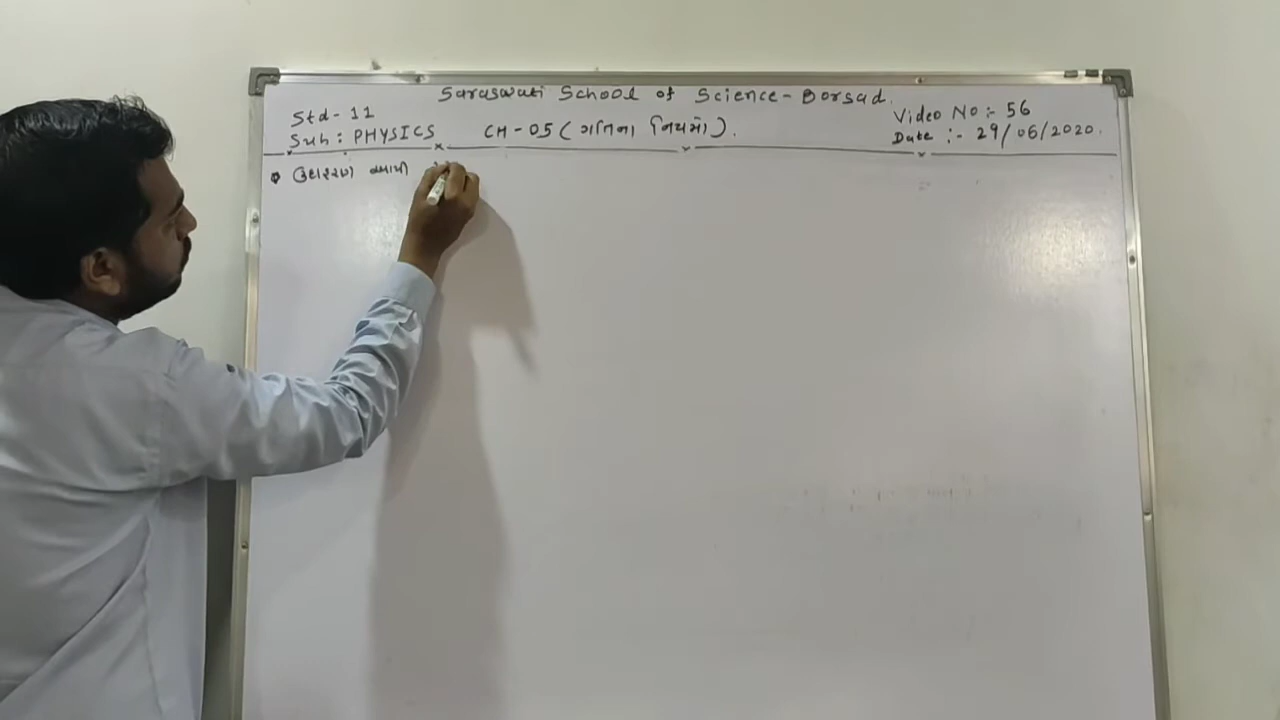 Saraswati School of Science - Borsad.
Std - 11
Sub : PHYSICS CH - 05 (ગતિના નિયમો).
Video No :- 56
Date :- 29/06/2020.
ઉદાહરણ આપી